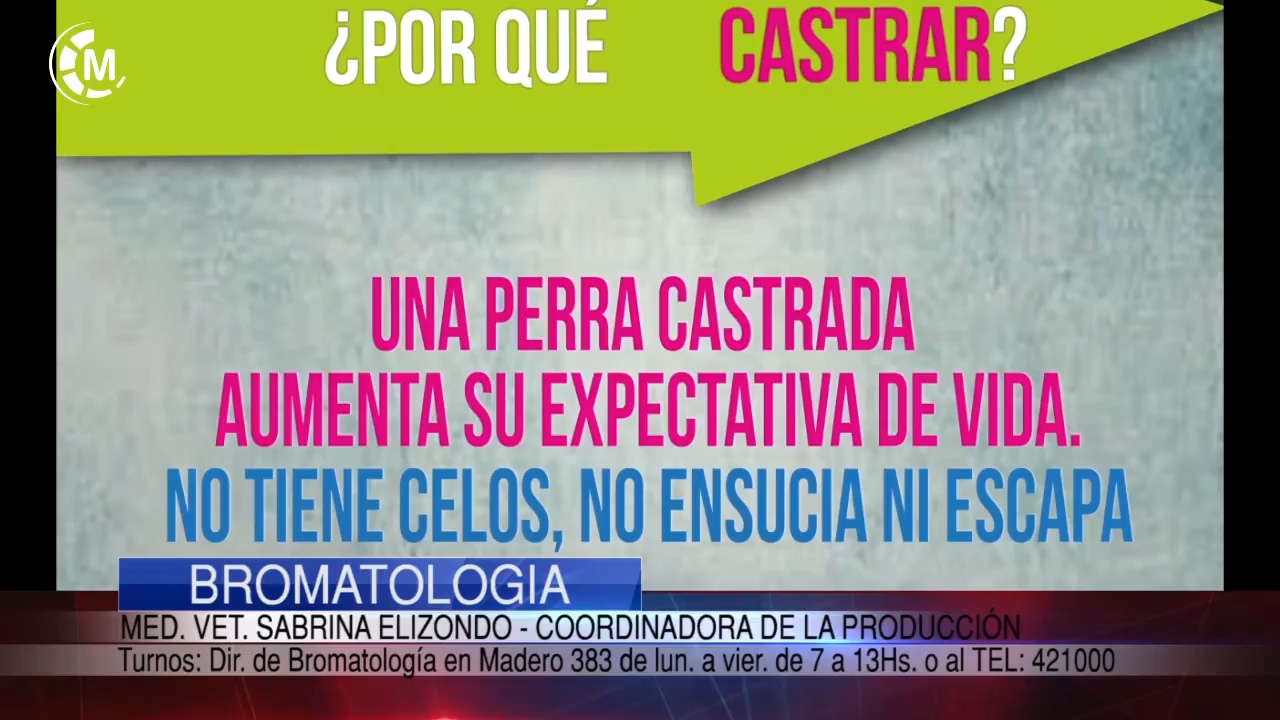 M
¿POR QUÉ CASTRAR?
UNA PERRA CASTRADA
AUMENTA SU EXPECTATIVA DE VIDA.
NO TIENE CELOS, NO ENSUCIA NI ESCAPA
BROMATOLOGIA
MED. VET. SABRINA ELIZONDO - COORDINADORA DE LA PRODUCCIÓN
Turnos: Dir. de Bromatología en Madero 383 de lun. a vier. de 7 a 13Hs. o al TEL: 421000